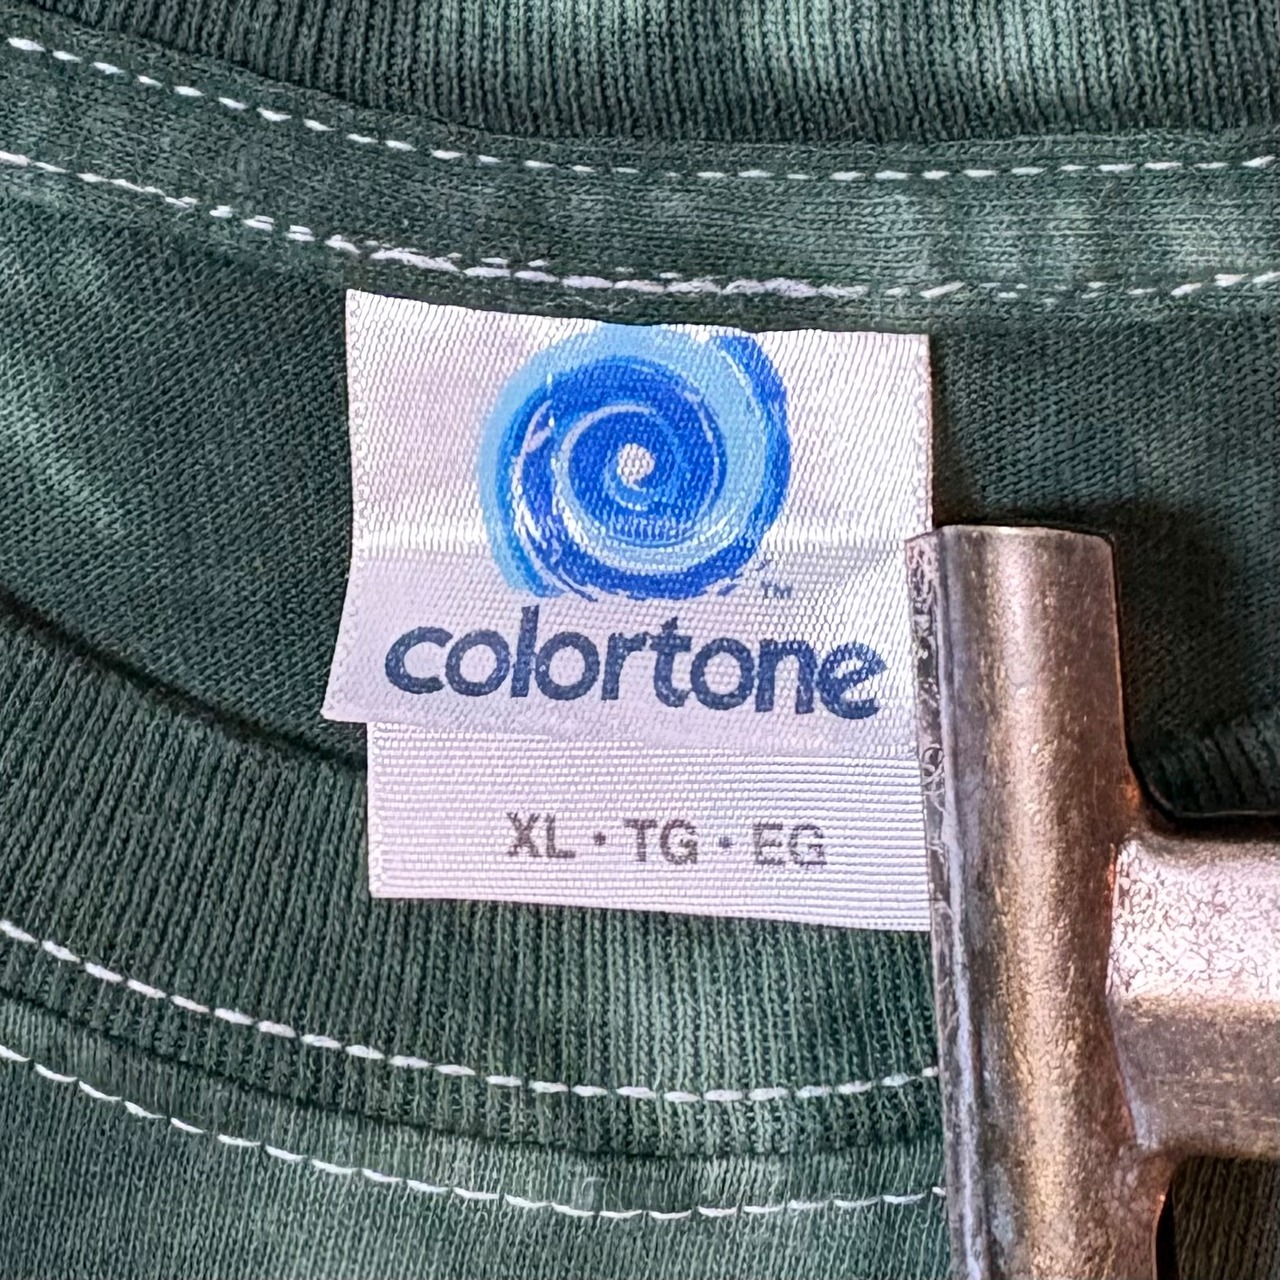 ™
colortone
XL • TG • EG